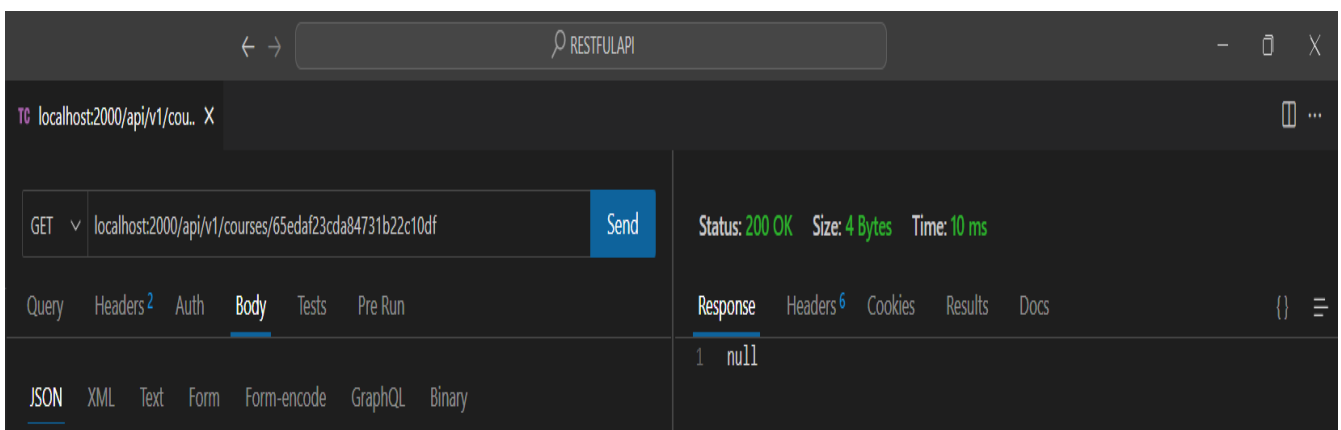 RESTFULAPI
TC localhost:2000/api/v1/cou.. X
GET localhost:2000/api/v1/courses/65edaf23cda84731b22c10df Send
Status: 200 OK Size: 4 Bytes Time: 10 ms
Query Headers 2 Auth Body Tests Pre Run
Response Headers 6 Cookies Results Docs {}
1 null
JSON XML Text Form Form-encode GraphQL Binary